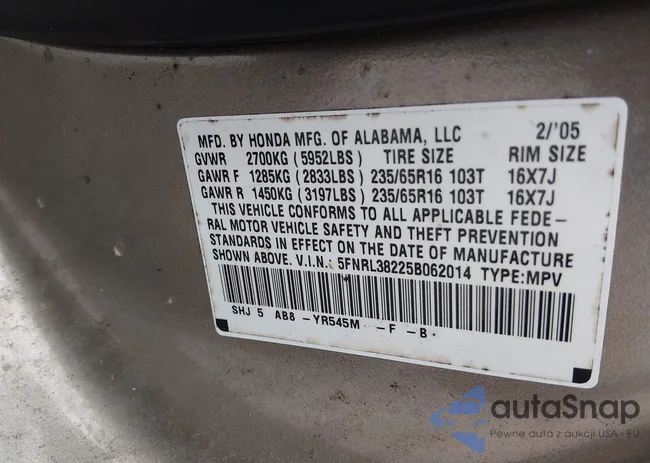 MFD. BY HONDA MFG. OF ALABAMA, LLC 2/'05
GVWR 2700KG (5952LBS) TIRE SIZE RIM SIZE
GAWR F 1285KG (2833LBS) 235/65R16 103T 16X7J
GAWR R 1450KG (3197LBS) 235/65R16 103T 16X7J
THIS VEHICLE CONFORMS TO ALL APPLICABLE FEDE-
RAL MOTOR VEHICLE SAFETY AND THEFT PREVENTION
STANDARDS IN EFFECT ON THE DATE OF MANUFACTURE
SHOWN ABOVE. V.I.N.: 5FNRL38225B062014 TYPE:MPV
SHJ 5 AB8 -YR545M -F -B-
autaSnap
Pewne auta z aukcji USA i EU